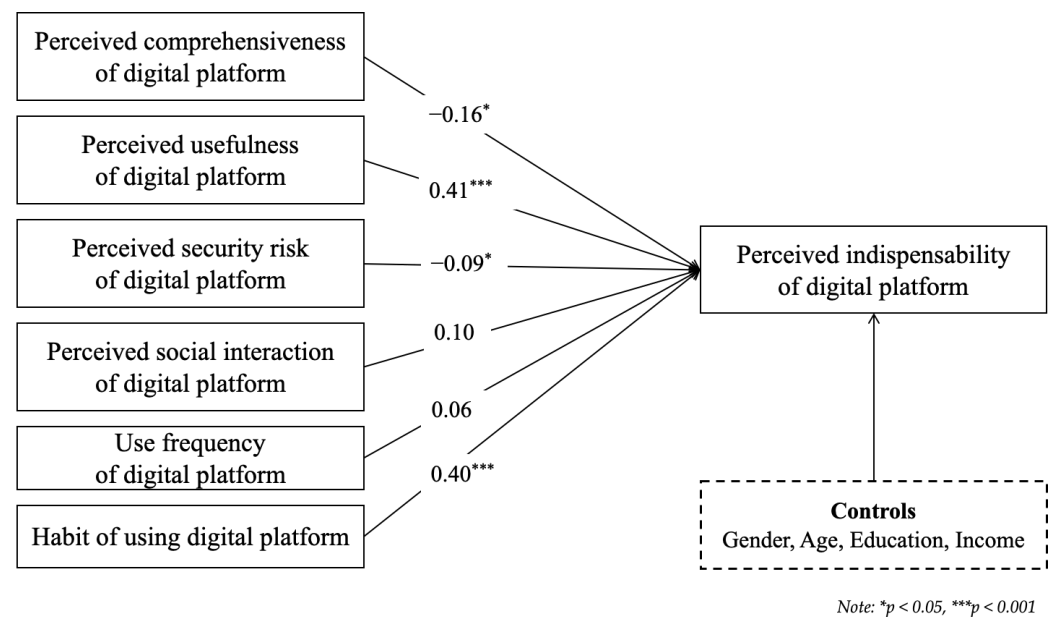 Perceived comprehensiveness
of digital platform
−0.16*
Perceived usefulness
of digital platform
0.41***
Perceived security risk
of digital platform
−0.09*
Perceived indispensability
of digital platform
Perceived social interaction
of digital platform
0.10
Use frequency
of digital platform
0.06
Habit of using digital platform
0.40***
Controls
Gender, Age, Education, Income
Note: *p < 0.05, ***p < 0.001